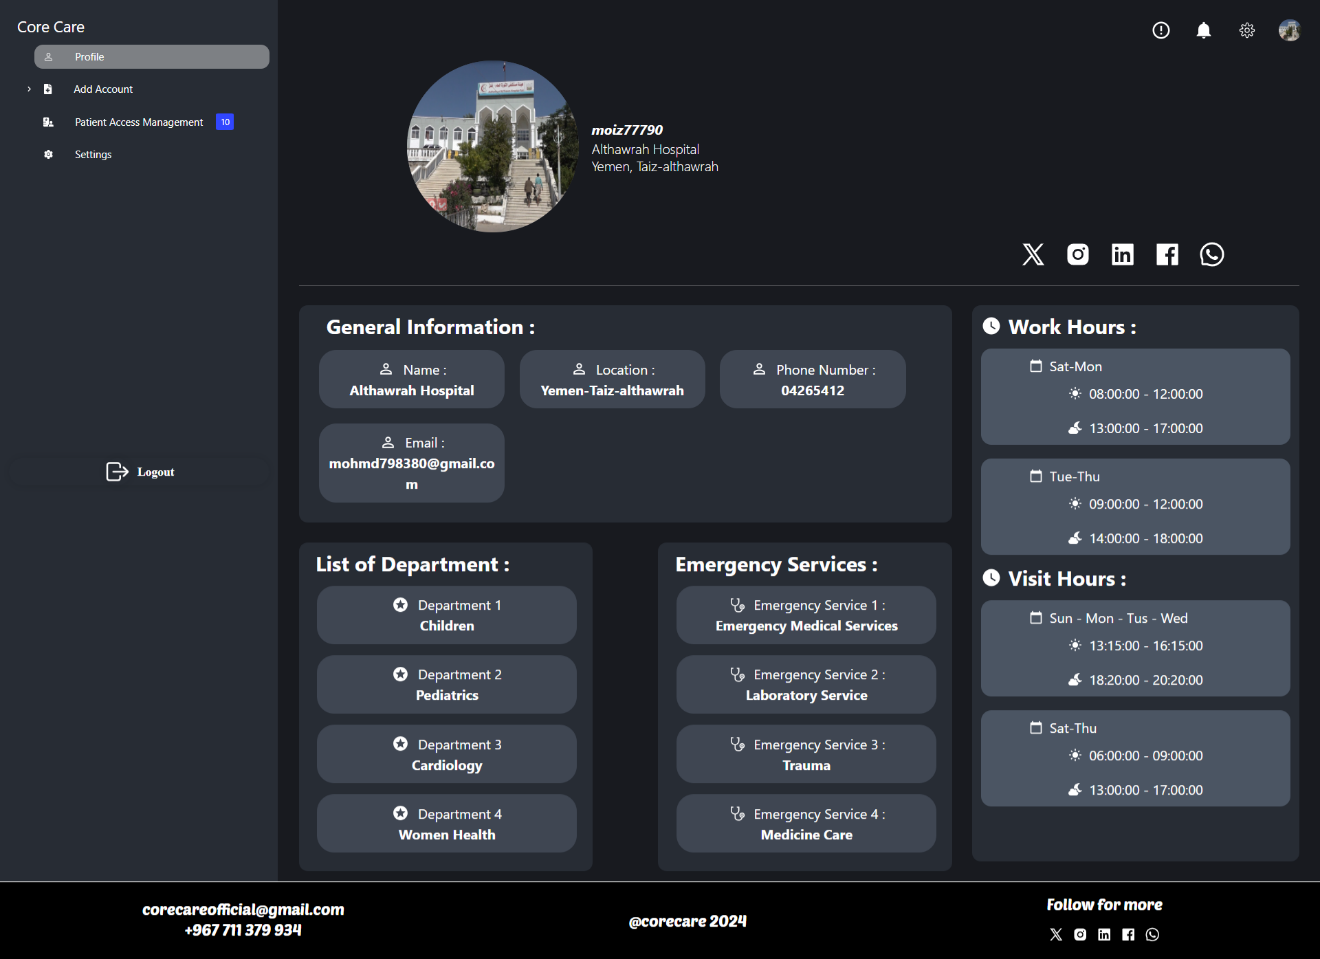 Core Care
Profile
Add Account
Patient Access Management 10
Settings
Logout
moiz77790
Althawrah Hospital
Yemen, Taiz-althawrah
General Information :
Name :
Althawrah Hospital
Location :
Yemen-Taiz-althawrah
Phone Number :
04265412
Email :
mohmd798380@gmail.co
m
List of Department :
Department 1
Children
Department 2
Pediatrics
Department 3
Cardiology
Department 4
Women Health
Emergency Services :
Emergency Service 1 :
Emergency Medical Services
Emergency Service 2 :
Laboratory Service
Emergency Service 3 :
Trauma
Emergency Service 4 :
Medicine Care
Work Hours :
Sat-Mon
08:00:00 - 12:00:00
13:00:00 - 17:00:00
Tue-Thu
09:00:00 - 12:00:00
14:00:00 - 18:00:00
Visit Hours :
Sun - Mon - Tus - Wed
13:15:00 - 16:15:00
18:20:00 - 20:20:00
Sat-Thu
06:00:00 - 09:00:00
13:00:00 - 17:00:00
corecareofficial@gmail.com
+967 711 379 934
@corecare 2024
Follow for more